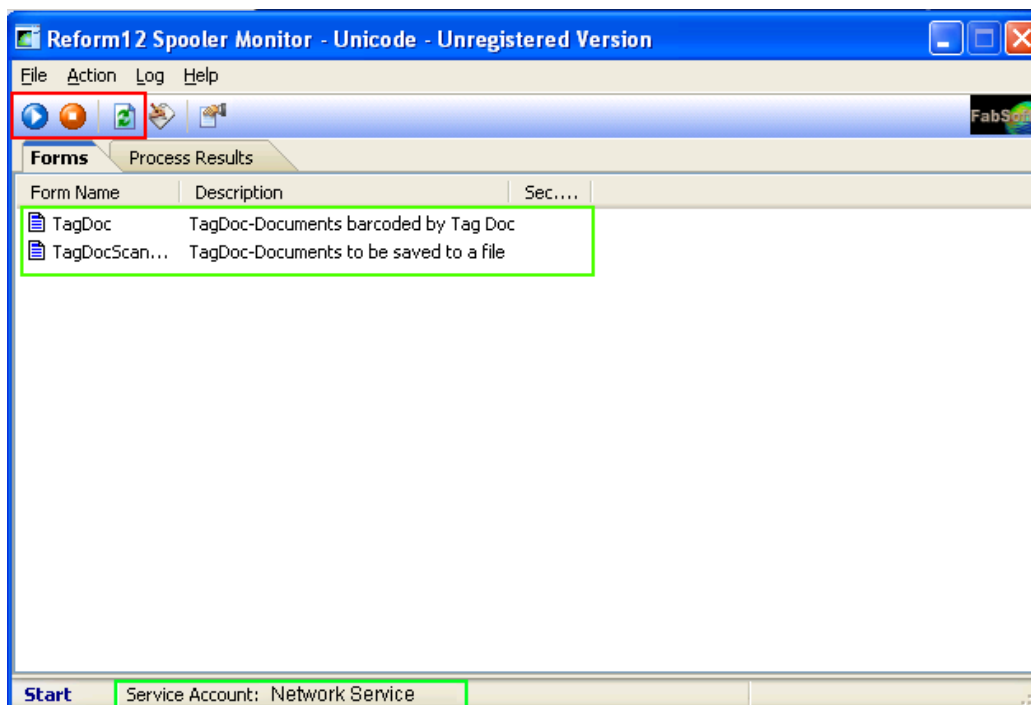 Reform12 Spooler Monitor - Unicode - Unregistered Version
File Action Log Help
FabSoft
Forms Process Results
Form Name Description Sec....
TagDoc TagDoc-Documents barcoded by Tag Doc
TagDocScan... TagDoc-Documents to be saved to a file
Start Service Account: Network Service